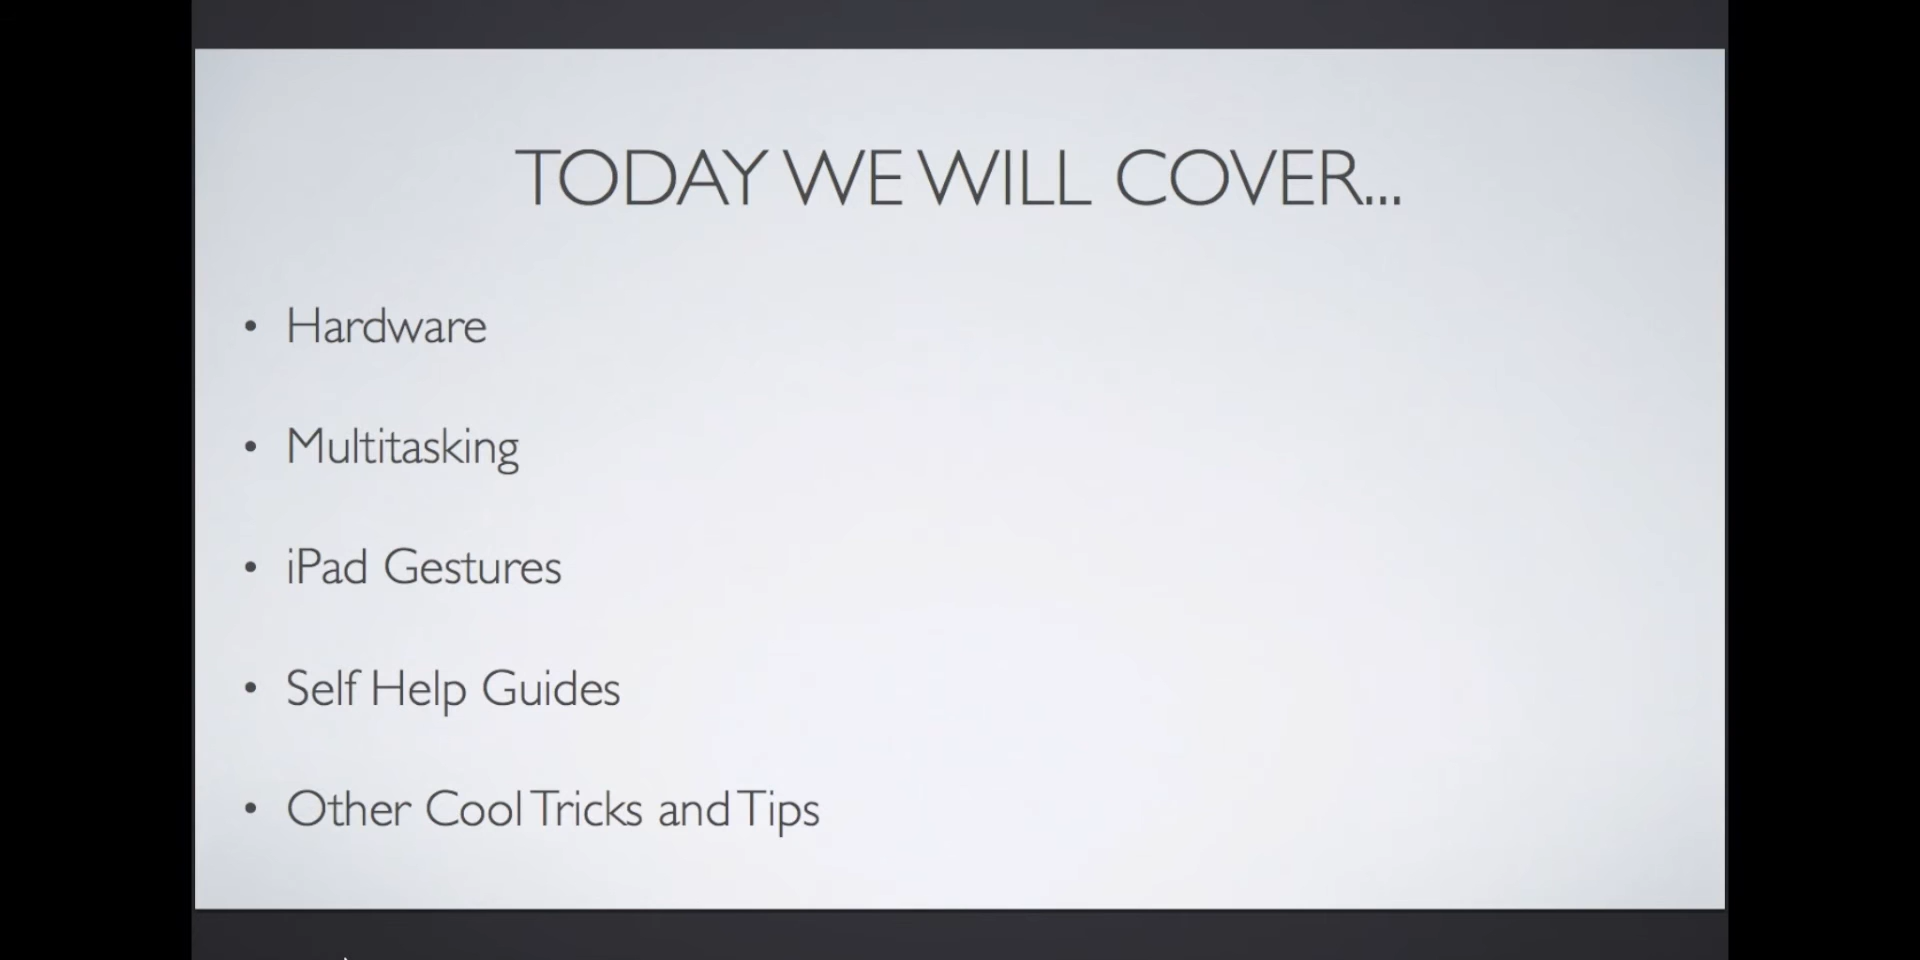 TODAY WE WILL COVER...
• Hardware
• Multitasking
• iPad Gestures
• Self Help Guides
• Other Cool Tricks and Tips